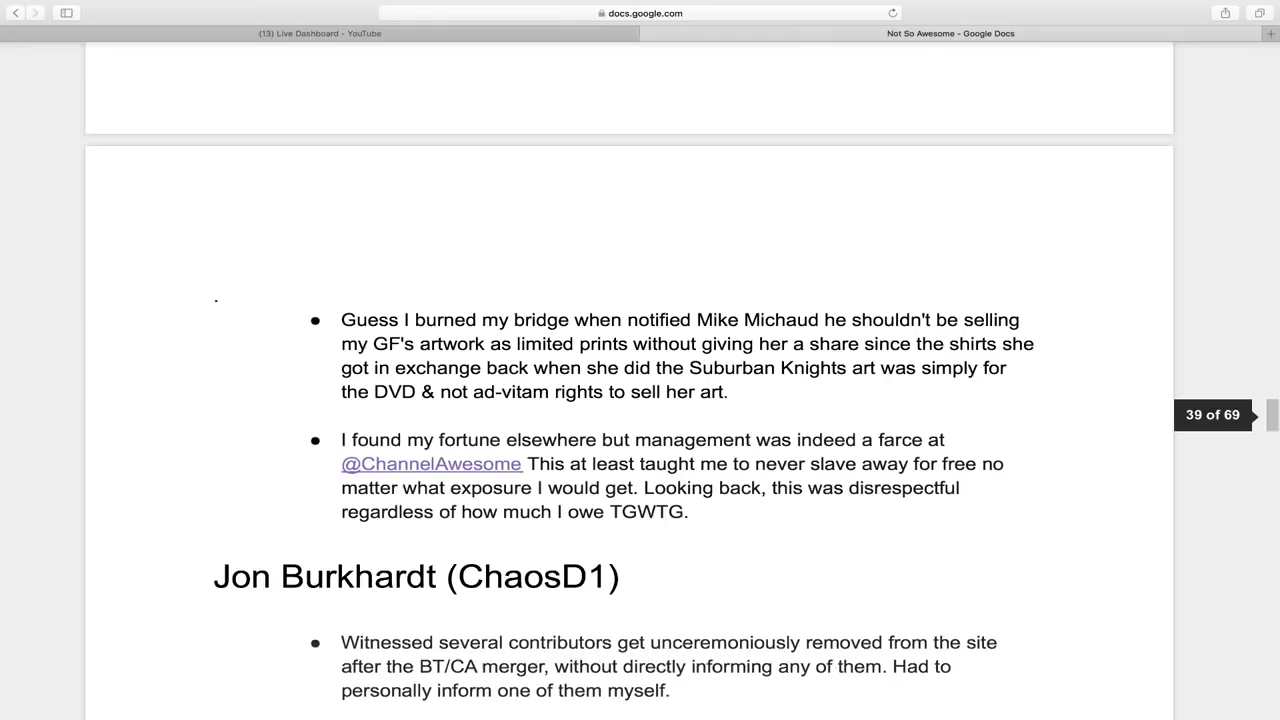 docs.google.com
(13) Live Dashboard - YouTube
Not So Awesome - Google Docs
• Guess I burned my bridge when notified Mike Michaud he shouldn't be selling
my GF's artwork as limited prints without giving her a share since the shirts she
got in exchange back when she did the Suburban Knights art was simply for
the DVD & not ad-vitam rights to sell her art.
39 of 69
• I found my fortune elsewhere but management was indeed a farce at
@ChannelAwesome This at least taught me to never slave away for free no
matter what exposure I would get. Looking back, this was disrespectful
regardless of how much I owe TGWTG.
Jon Burkhardt (ChaosD1)
• Witnessed several contributors get unceremoniously removed from the site
after the BT/CA merger, without directly informing any of them. Had to
personally inform one of them myself.